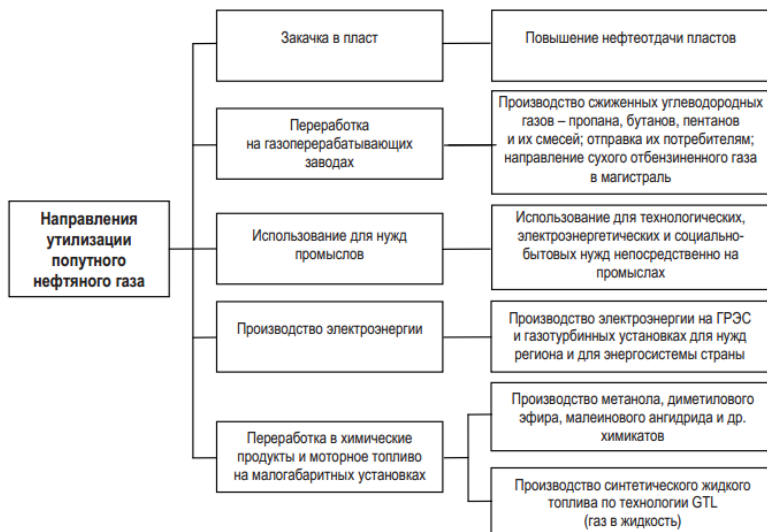 Направления
утилизации
попутного
нефтяного газа
Закачка в пласт
Повышение нефтеотдачи пластов
Переработка
на газоперерабатывающих
заводах
Производство сжиженных углеводородных
газов – пропана, бутанов, пентанов
и их смесей; отправка их потребителям;
направление сухого отбензиненного газа
в магистраль
Использование для нужд
промыслов
Использование для технологических,
электроэнергетических и социально-
бытовых нужд непосредственно на
промыслах
Производство электроэнергии
Производство электроэнергии на ГРЭС
и газотурбинных установках для нужд
региона и для энергосистемы страны
Переработка в химические
продукты и моторное топливо
на малогабаритных установках
Производство метанола, диметилового
эфира, малеинового ангидрида и др.
химикатов
Производство синтетического жидкого
топлива по технологии GTL
(газ в жидкость)